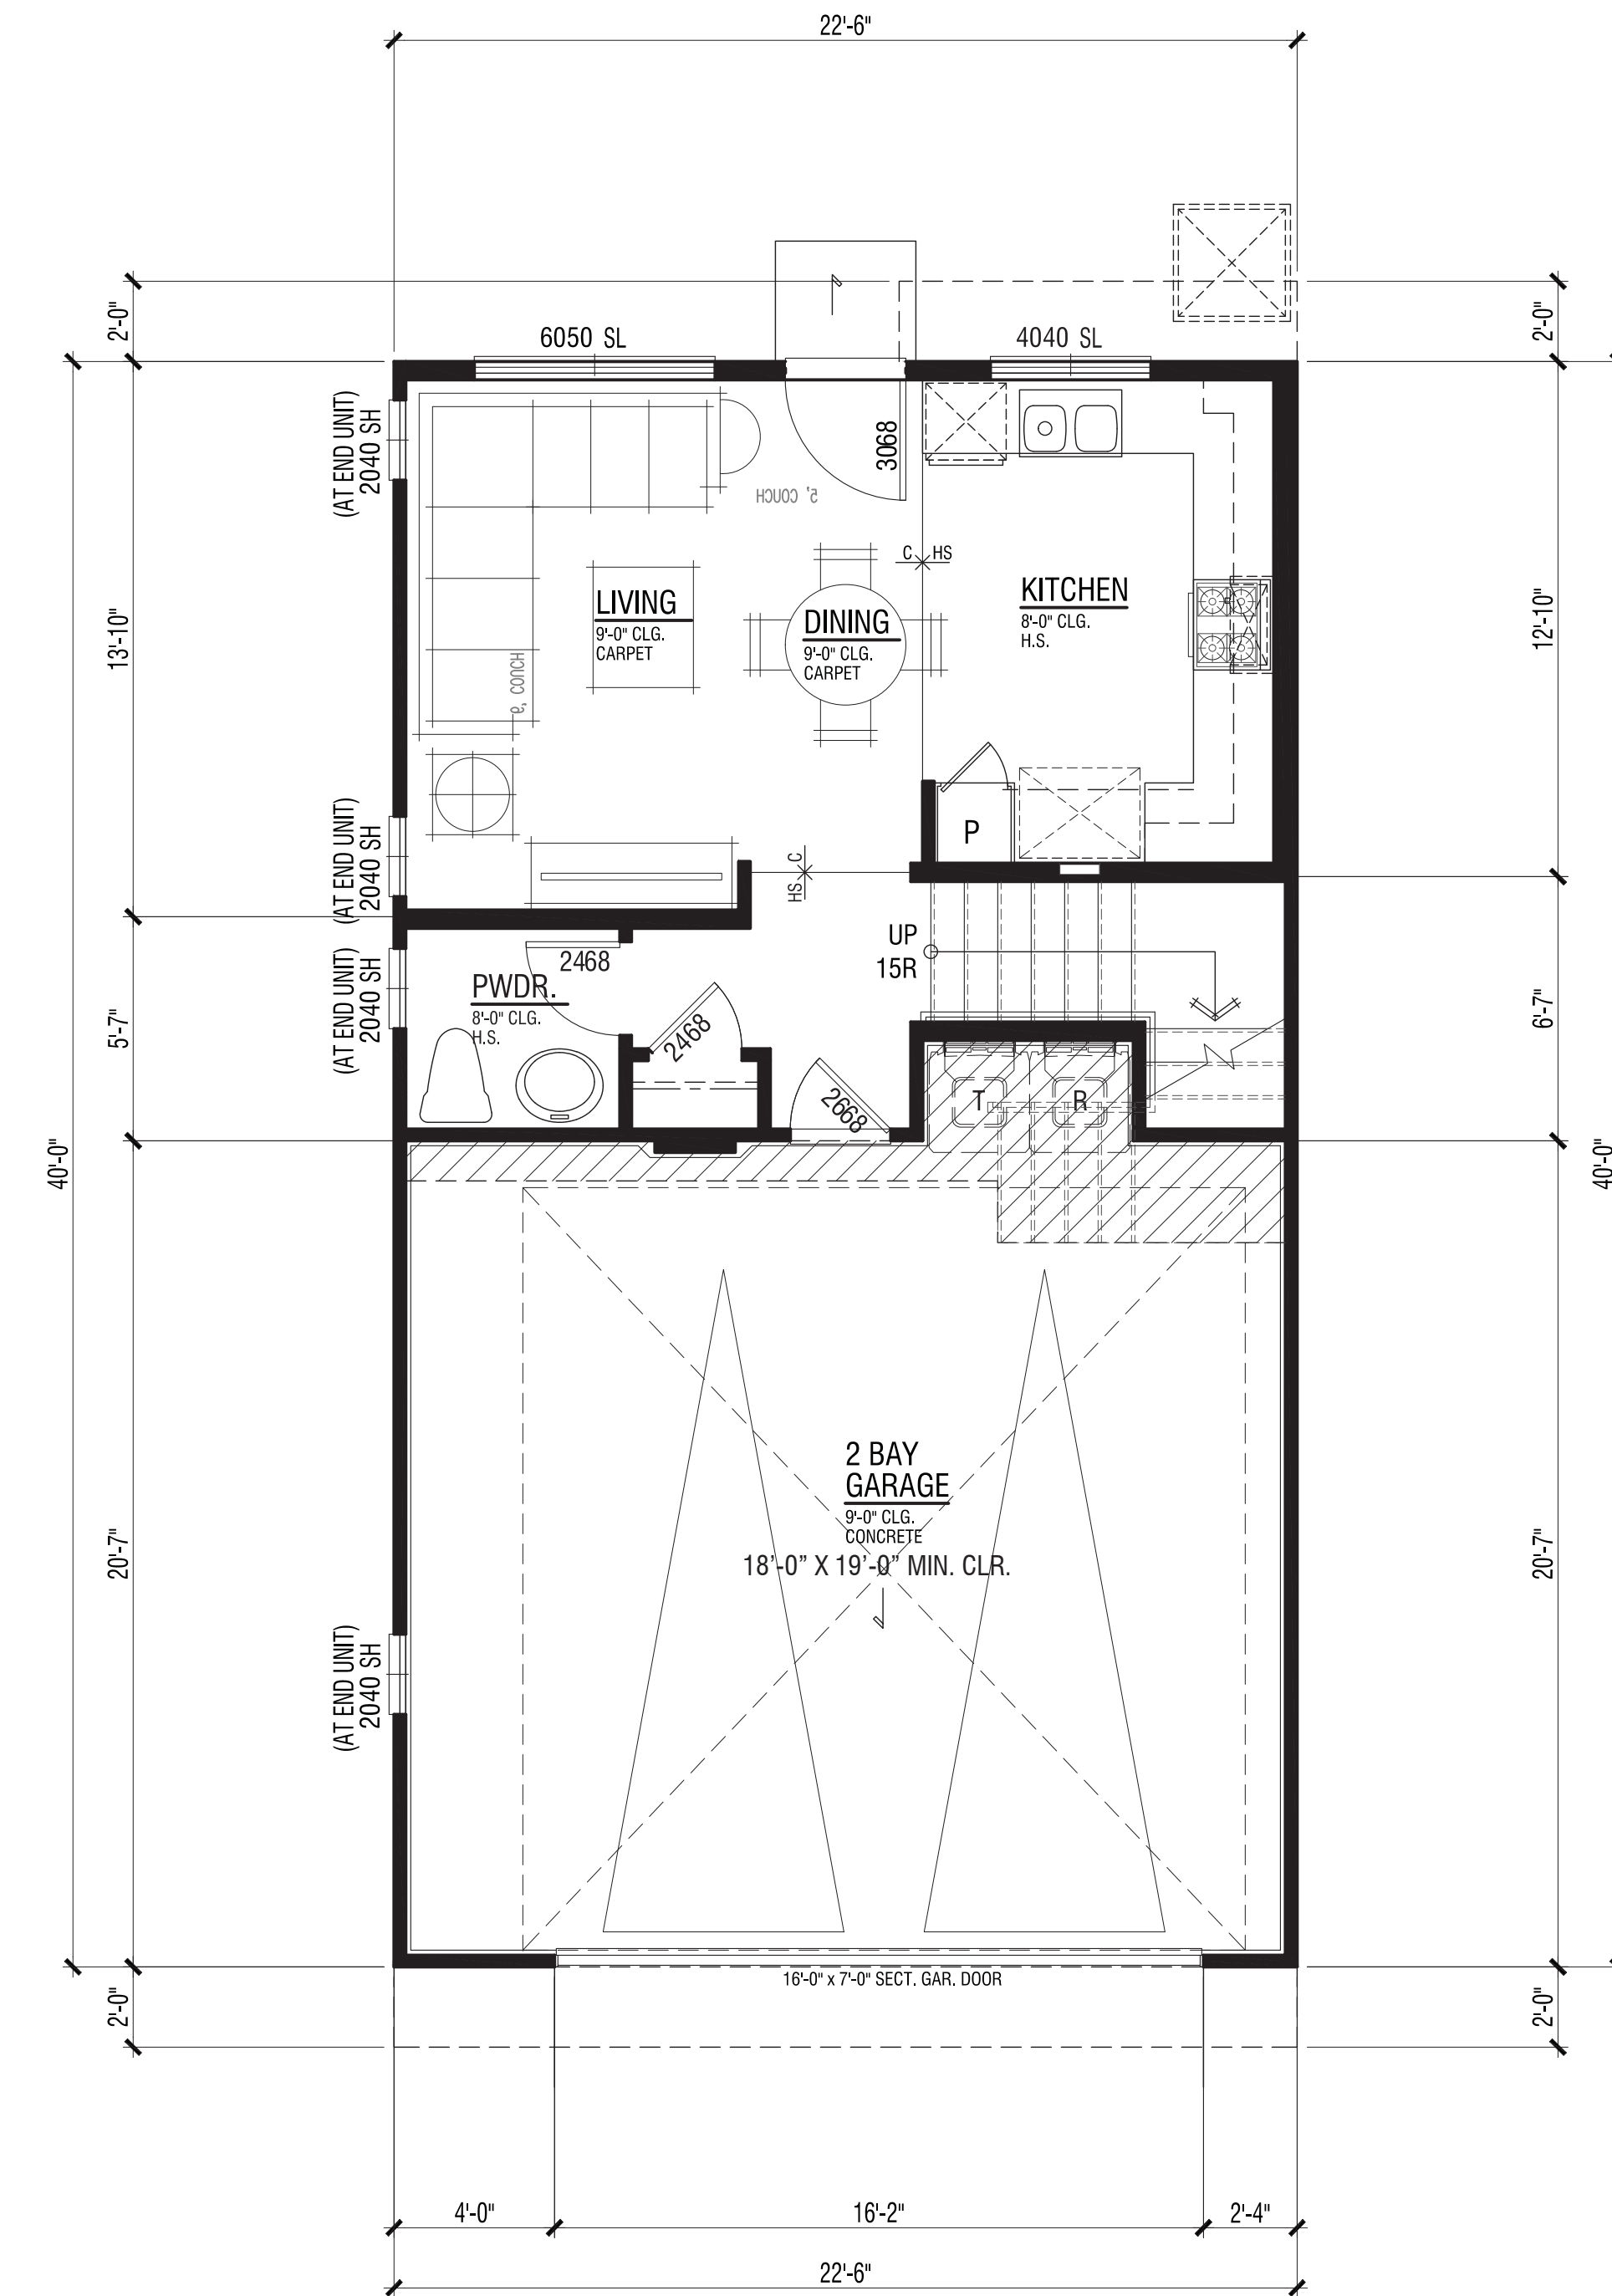 22'-6"
2'-0"
2'-0"
6050 SL
4040 SL
(AT END UNIT)
2040 SH
3068
5' COUCH
C
HS
LIVING
9'-0" CLG.
CARPET
DINING
9'-0" CLG.
CARPET
KITCHEN
8'-0" CLG.
H.S.
13'-10"
12'-10"
9' COUCH
P
(AT END UNIT)
2040 SH
HS
C
UP
15R
2468
PWDR.
8'-0" CLG.
H.S.
(AT END UNIT)
2040 SH
5'-7"
6'-7"
2468
2668
T
R
40'-0"
40'-0"
2 BAY
GARAGE
9'-0" CLG.
CONCRETE
18'-0" X 19'-0" MIN. CLR.
20'-7"
20'-7"
(AT END UNIT)
2040 SH
16'-0" x 7'-0" SECT. GAR. DOOR
2'-0"
2'-0"
4'-0"
16'-2"
2'-4"
22'-6"